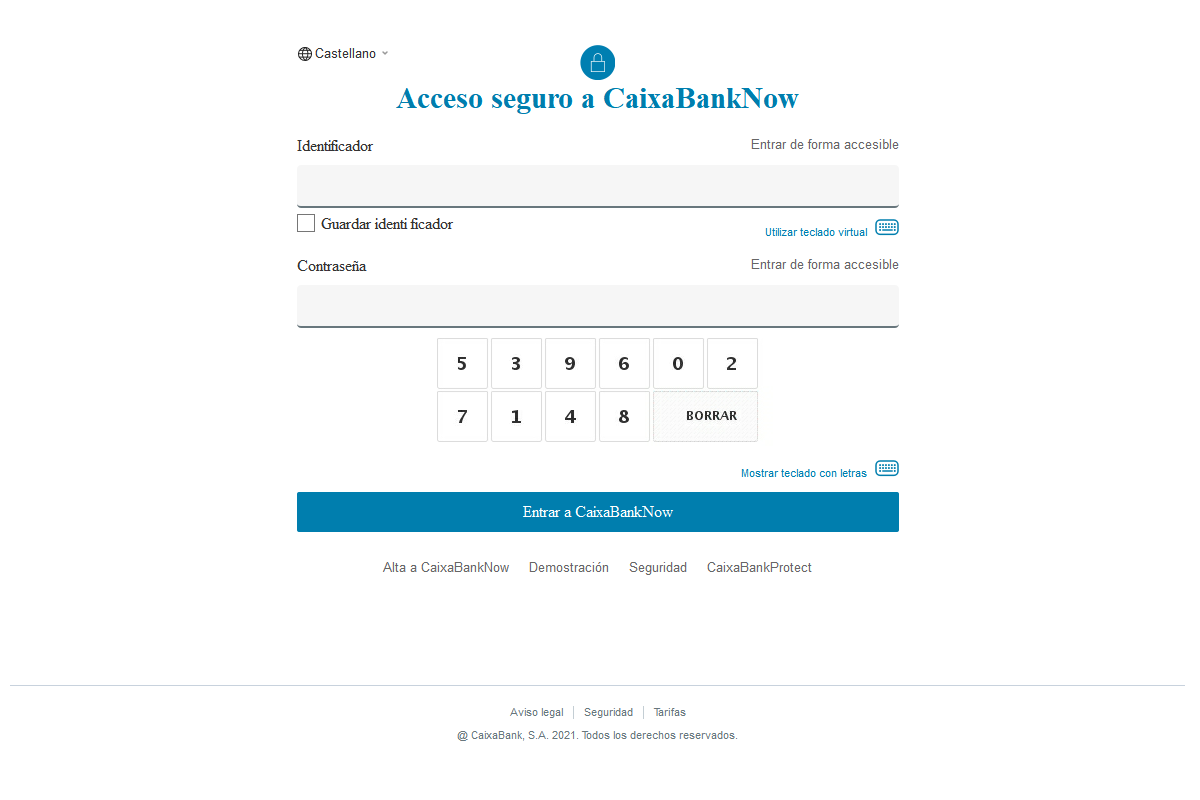 Castellano
Acceso seguro a CaixaBankNow
Identificador
Entrar de forma accesible
Guardar identi ficador
Utilizar teclado virtual
Contraseña
Entrar de forma accesible
5 3 9 6 0 2
7 1 4 8 BORRAR
Mostrar teclado con letras
Entrar a CaixaBankNow
Alta a CaixaBankNow Demostración Seguridad CaixaBankProtect
Aviso legal Seguridad Tarifas
@ CaixaBank, S.A. 2021. Todos los derechos reservados.